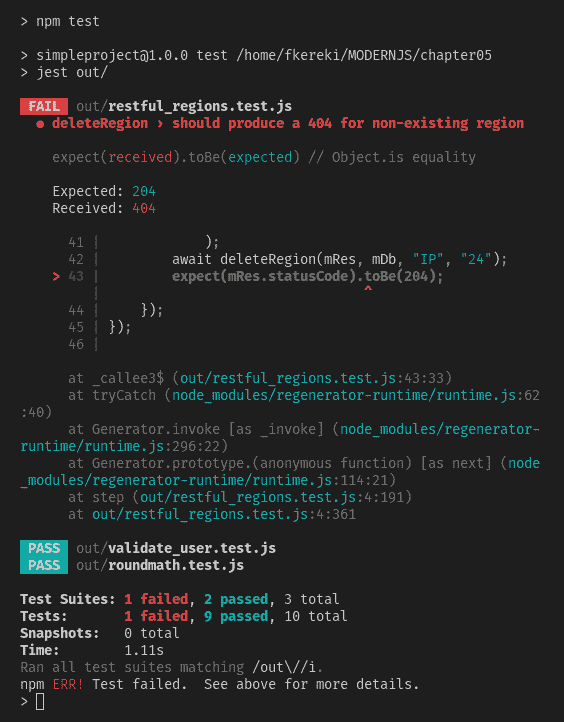 > npm test
> simpleproject@1.0.0 test /home/fkereki/MODERNJS/chapter05
> jest out/
FAIL out/restful_regions.test.js
● deleteRegion › should produce a 404 for non-existing region
expect(received).toBe(expected) // Object.is equality
Expected: 204
Received: 404
41 | );
42 | await deleteRegion(mRes, mDb, "IP", "24");
> 43 | expect(mRes.statusCode).toBe(204);
| ^
44 | });
45 | });
46 |
at _callee3$ (out/restful_regions.test.js:43:33)
at tryCatch (node_modules/regenerator-runtime/runtime.js:62
:40)
at Generator.invoke [as _invoke] (node_modules/regenerator-
runtime/runtime.js:296:22)
at Generator.prototype.(anonymous function) [as next] (node
_modules/regenerator-runtime/runtime.js:114:21)
at step (out/restful_regions.test.js:4:191)
at out/restful_regions.test.js:4:361
PASS out/validate_user.test.js
PASS out/roundmath.test.js
Test Suites: 1 failed, 2 passed, 3 total
Tests: 1 failed, 9 passed, 10 total
Snapshots: 0 total
Time: 1.11s
Ran all test suites matching /out\//i.
npm ERR! Test failed. See above for more details.
>